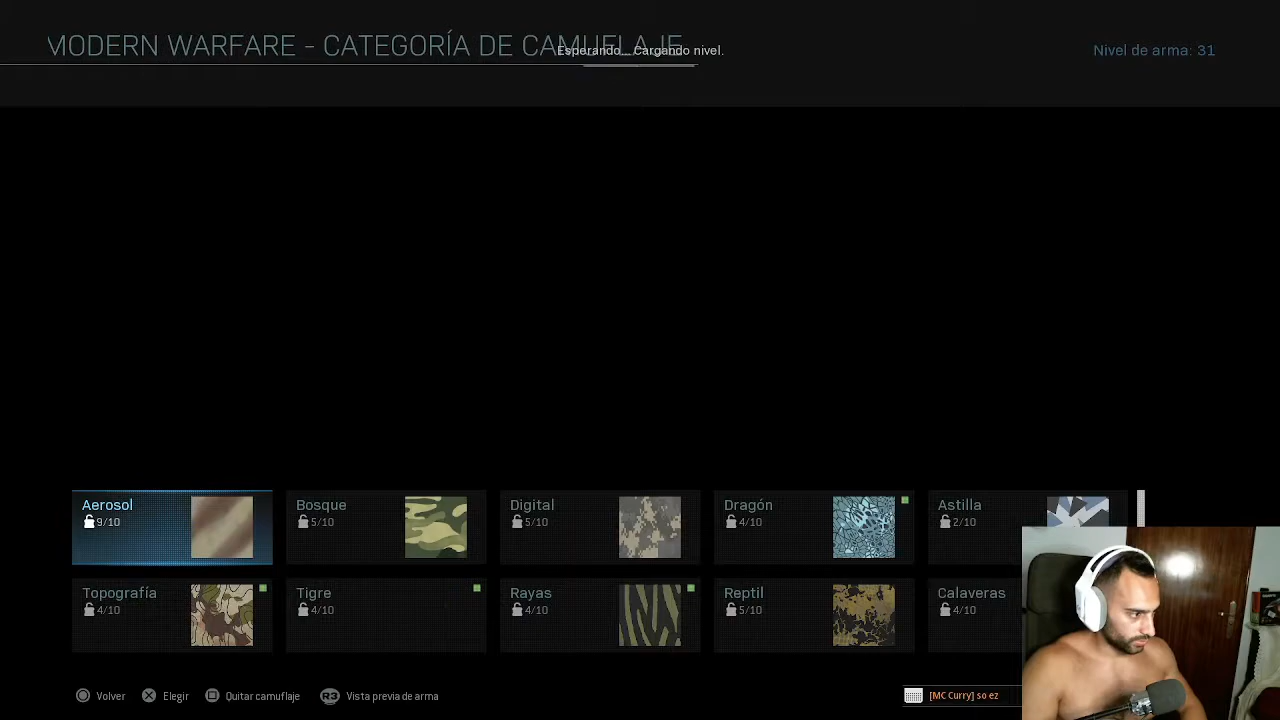 MODERN WARFARE - CATEGORÍA DE CAMUFLAJE
Esperando... Cargando nivel.
Nivel de arma: 31
Aerosol
9/10
Bosque
5/10
Digital
5/10
Dragón
4/10
Astilla
2/10
Topografía
4/10
Tigre
4/10
Rayas
4/10
Reptil
5/10
Calaveras
4/10
Volver
Elegir
Quitar camuflaje
R3 Vista previa de arma
[MC Curry] so ez